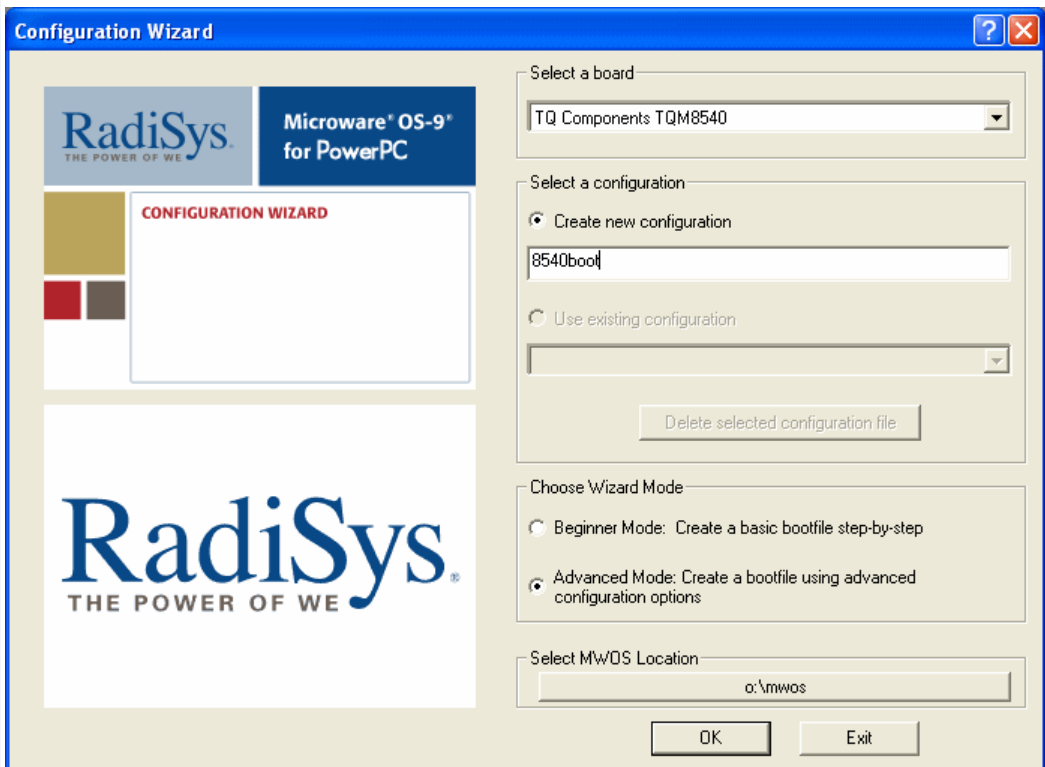 Configuration Wizard
RadiSys.
THE POWER OF WE
Microware® OS-9®
for PowerPC
CONFIGURATION WIZARD
RadiSys.®
THE POWER OF WE
Select a board
TQ Components TQM8540
Select a configuration
Create new configuration
8540boot
Use existing configuration
Delete selected configuration file
Choose Wizard Mode
Beginner Mode: Create a basic bootfile step-by-step
Advanced Mode: Create a bootfile using advanced
configuration options
Select MWOS Location
o:\mwos
OK
Exit